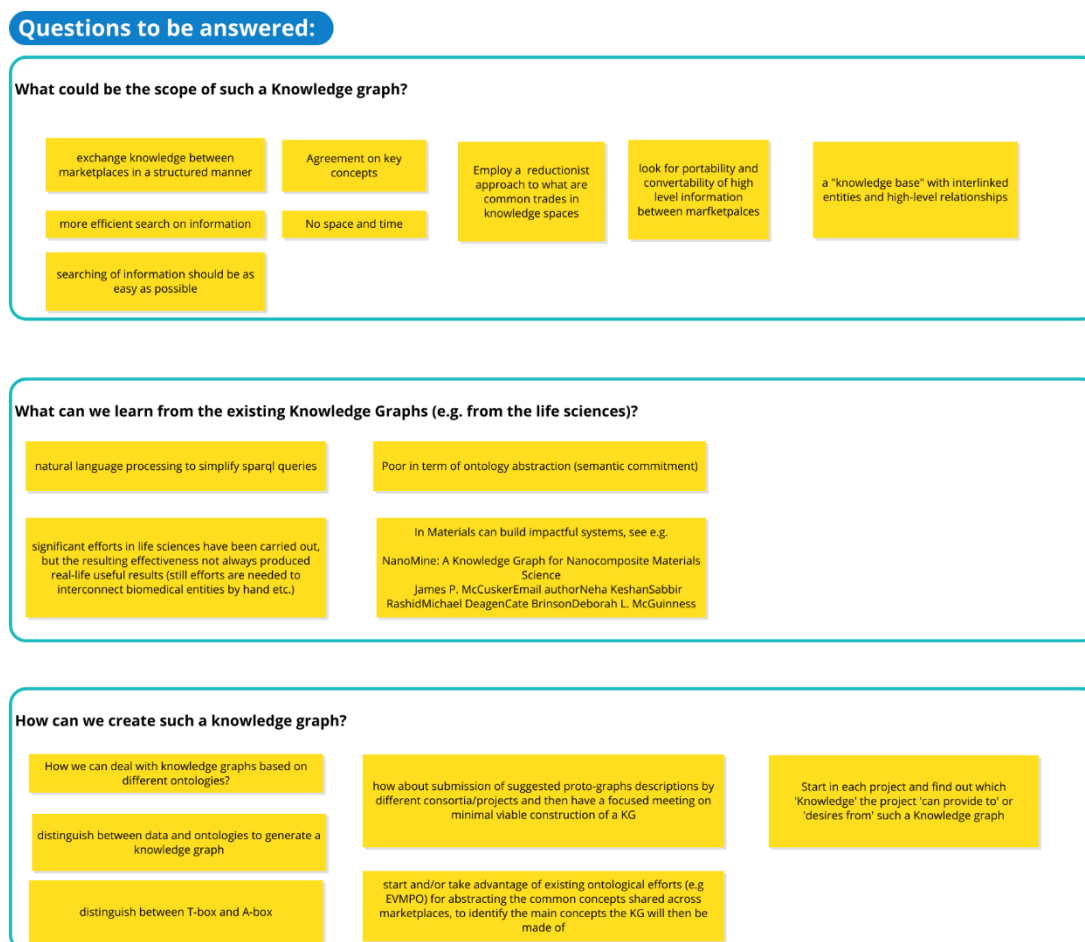 Questions to be answered:
What could be the scope of such a Knowledge graph?
exchange knowledge between
marketplaces in a structured manner
Agreement on key
concepts
Employ a reductionist
approach to what are
common trades in
knowledge spaces
look for portability and
convertability of high
level information
between marfketpalces
a "knowledge base" with interlinked
entities and high-level relationships
more efficient search on information
No space and time
searching of information should be as
easy as possible
What can we learn from the existing Knowledge Graphs (e.g. from the life sciences)?
natural language processing to simplify sparql queries
Poor in term of ontology abstraction (semantic commitment)
significant efforts in life sciences have been carried out,
but the resulting effectiveness not always produced
real-life useful results (still efforts are needed to
interconnect biomedical entities by hand etc.)
In Materials can build impactful systems, see e.g.
NanoMine: A Knowledge Graph for Nanocomposite Materials
Science
James P. McCuskerEmail authorNeha KeshanSabbir
RashidMichael DeagenCate BrinsonDeborah L. McGuinness
How can we create such a knowledge graph?
How we can deal with knowledge graphs based on
different ontologies?
how about submission of suggested proto-graphs descriptions by
different consortia/projects and then have a focused meeting on
minimal viable construction of a KG
Start in each project and find out which
'Knowledge' the project 'can provide to' or
'desires from' such a Knowledge graph
distinguish between data and ontologies to generate a
knowledge graph
distinguish between T-box and A-box
start and/or take advantage of existing ontological efforts (e.g
EVMPO) for abstracting the common concepts shared across
marketplaces, to identify the main concepts the KG will then be
made of